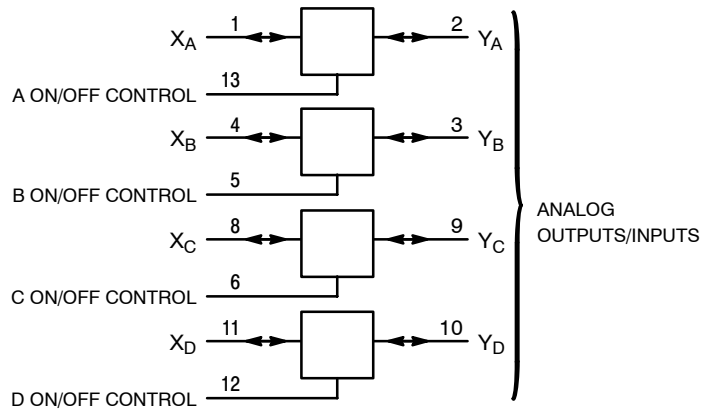 X_A 1 2 Y_A
A ON/OFF CONTROL 13
X_B 4 3 Y_B
B ON/OFF CONTROL 5
X_C 8 9 Y_C
C ON/OFF CONTROL 6
X_D 11 10 Y_D
D ON/OFF CONTROL 12
ANALOG
OUTPUTS/INPUTS